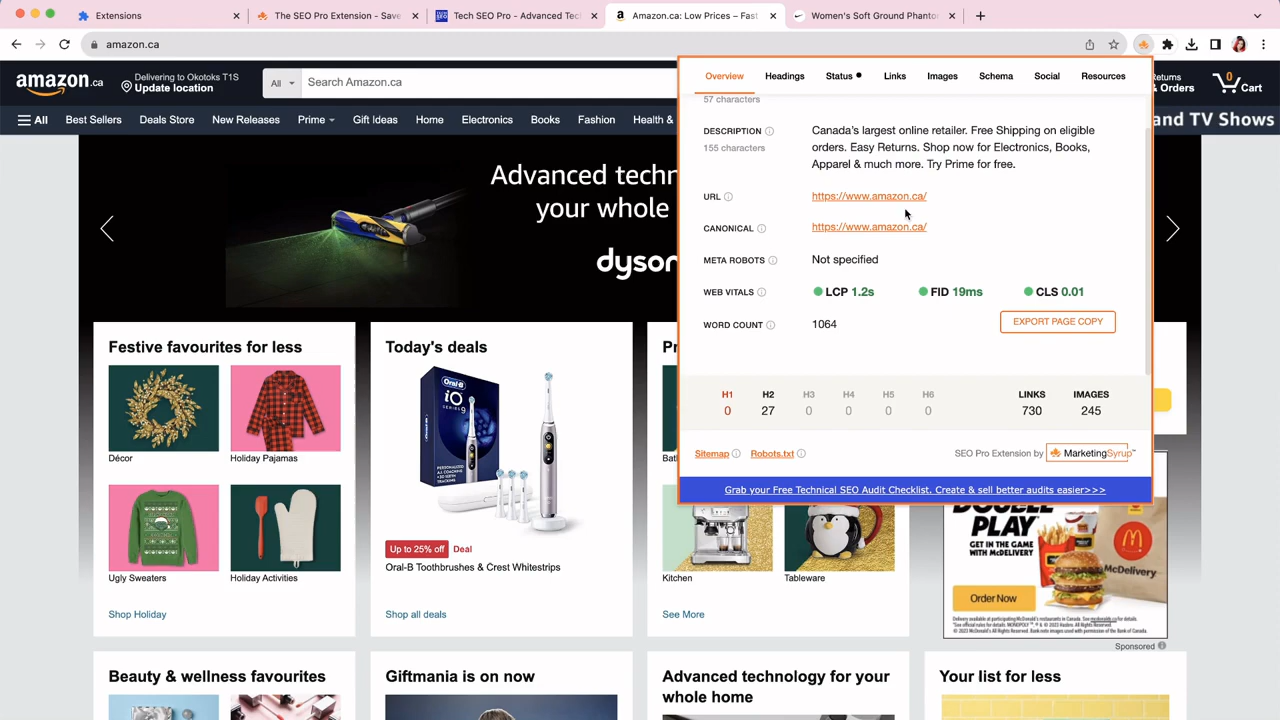 Extensions
The SEO Pro Extension - Save
Tech SEO Pro - Advanced Tec
Amazon.ca: Low Prices – Fast
Women's Soft Ground Phanto
amazon.ca
amazon.ca
Delivering to Okotoks T1S
Update location
All
Search Amazon.ca
Returns
& Orders
0
Cart
All
Best Sellers
Deals Store
New Releases
Prime
Gift Ideas
Home
Electronics
Books
Fashion
Health &
and TV Shows
Overview
Headings
Status
Links
Images
Schema
Social
Resources
57 characters
DESCRIPTION
155 characters
Canada's largest online retailer. Free Shipping on eligible
orders. Easy Returns. Shop now for Electronics, Books,
Apparel & much more. Try Prime for free.
URL
https://www.amazon.ca/
CANONICAL
https://www.amazon.ca/
META ROBOTS
Not specified
WEB VITALS
LCP 1.2s
FID 19ms
CLS 0.01
WORD COUNT
1064
EXPORT PAGE COPY
H1 H2 H3 H4 H5 H6 LINKS IMAGES
0 27 0 0 0 0 730 245
Sitemap
Robots.txt
SEO Pro Extension by MarketingSyrup™
Grab your Free Technical SEO Audit Checklist. Create & sell better audits easier>>>
Advanced techn
your whole
dyson
Festive favourites for less
Décor
Holiday Pajamas
Ugly Sweaters
Holiday Activities
Shop Holiday
Today's deals
Oral-B
iO
SERIES 9
Up to 25% off
Deal
Oral-B Toothbrushes & Crest Whitestrips
Shop all deals
Pr
Bat
Kitchen
Tableware
See More
DOUBLE
PLAY
GET IN THE GAME
WITH McDELIVERY
Order Now
McDelivery
Sponsored
Beauty & wellness favourites
Giftmania is on now
Advanced technology for your
whole home
Your list for less